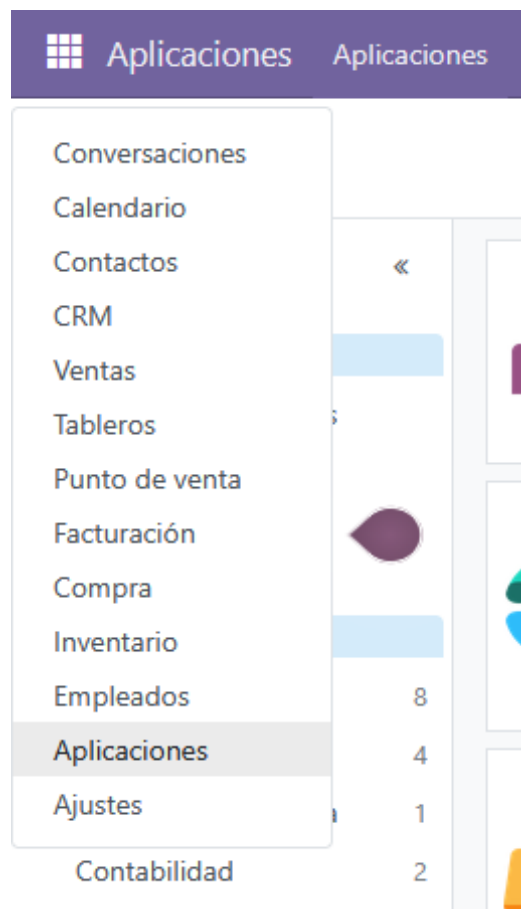 Aplicaciones Aplicaciones
Conversaciones
Calendario
Contactos
«
CRM
Ventas
Tableros
s
Punto de venta
Facturación
Compra
Inventario
Empleados 8
Aplicaciones 4
Ajustes 1
Contabilidad 2